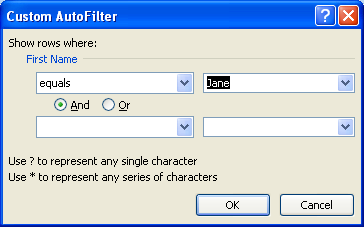 Custom AutoFilter
Show rows where:
First Name
equals Jane
And Or
Use ? to represent any single character
Use * to represent any series of characters
OK Cancel